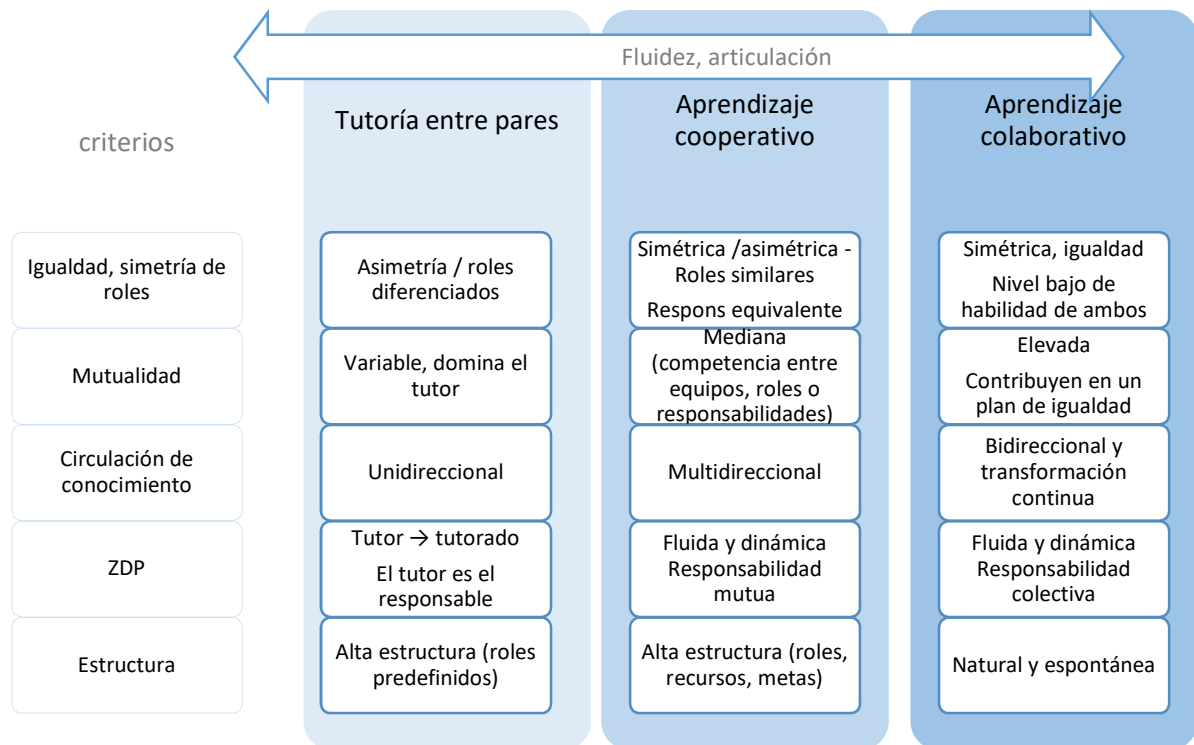 Fluidez, articulación
criterios
Tutoría entre pares
Aprendizaje
cooperativo
Aprendizaje
colaborativo
Igualdad, simetría de
roles
Asimetría / roles
diferenciados
Simétrica /asimétrica -
Roles similares
Respons equivalente
Simétrica, igualdad
Nivel bajo de
habilidad de ambos
Mutualidad
Variable, domina el
tutor
Mediana
(competencia entre
equipos, roles o
responsabilidades)
Elevada
Contribuyen en un
plan de igualdad
Circulación de
conocimiento
Unidireccional
Multidireccional
Bidireccional y
transformación
continua
ZDP
Tutor → tutorado
El tutor es el
responsable
Fluida y dinámica
Responsabilidad
mutua
Fluida y dinámica
Responsabilidad
colectiva
Estructura
Alta estructura (roles
predefinidos)
Alta estructura (roles,
recursos, metas)
Natural y espontánea